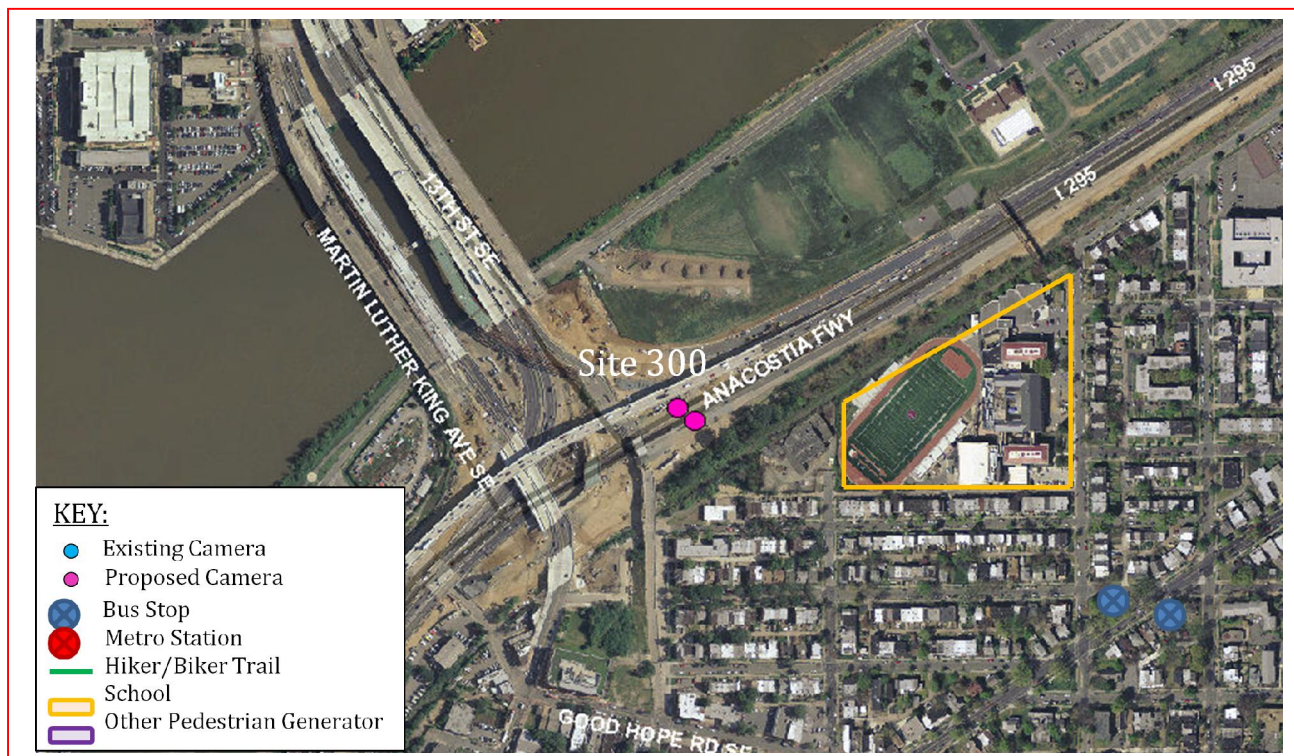 I 295
I 295
13TH ST SE
MARTIN LUTHER KING AVE SE
Site 300
ANACOSTIA FWY
KEY:
Existing Camera
Proposed Camera
Bus Stop
Metro Station
Hiker/Biker Trail
School
Other Pedestrian Generator
GOOD HOPE RD SE